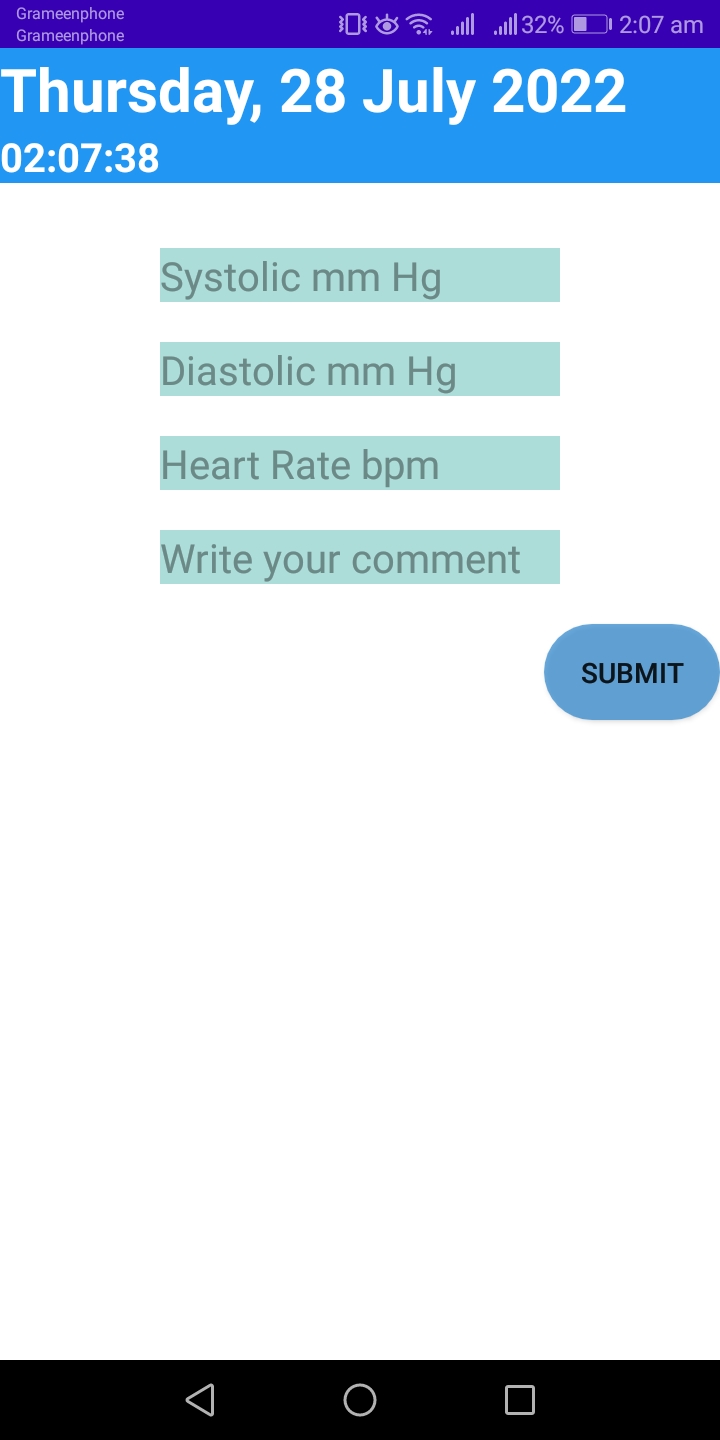 Grameenphone
Grameenphone
32% 2:07 am
Thursday, 28 July 2022
02:07:38
Systolic mm Hg
Diastolic mm Hg
Heart Rate bpm
Write your comment
SUBMIT